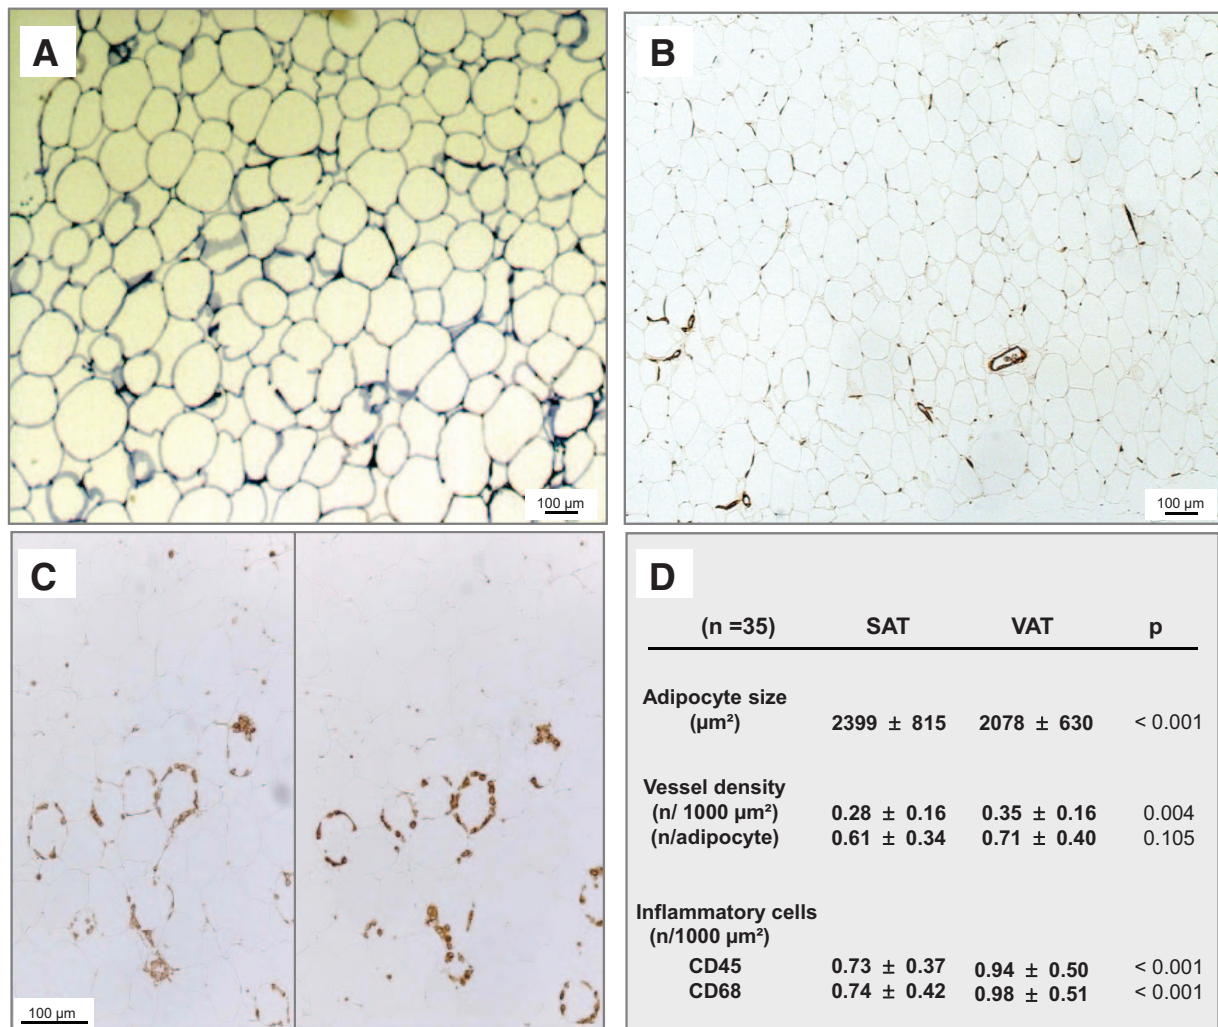 A
100 µm
B
100 µm
C
100 µm
D
(n =35) SAT VAT p
Adipocyte size
(µm²) 2399 ± 815 2078 ± 630 < 0.001
Vessel density
(n/ 1000 µm²) 0.28 ± 0.16 0.35 ± 0.16 0.004
(n/adipocyte) 0.61 ± 0.34 0.71 ± 0.40 0.105
Inflammatory cells
(n/1000 µm²)
CD45 0.73 ± 0.37 0.94 ± 0.50 < 0.001
CD68 0.74 ± 0.42 0.98 ± 0.51 < 0.001